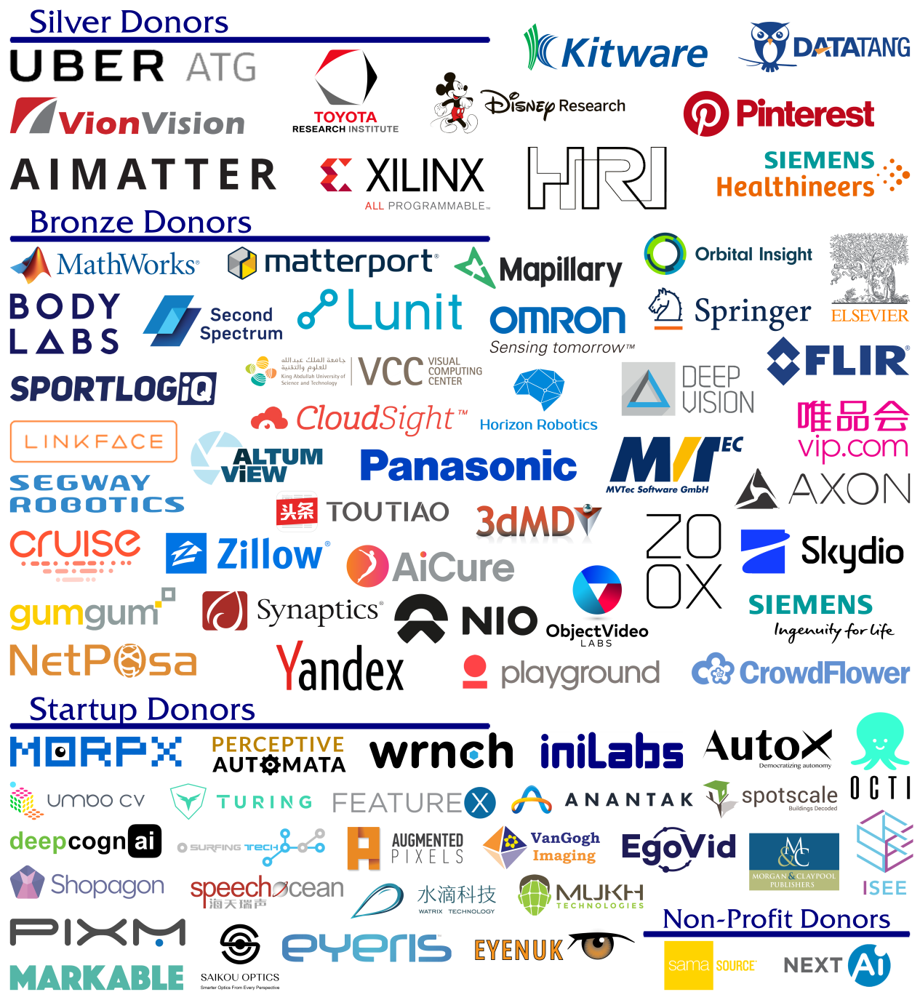 Silver Donors
UBER ATG
TOYOTA
RESEARCH INSTITUTE
Disney Research
Kitware
DATATANG
VionVision
Pinterest
AIMATTER
XILINX
ALL PROGRAMMABLE™
HRI
SIEMENS
Healthineers
Bronze Donors
MathWorks®
matterport®
Mapillary
Orbital Insight
ELSEVIER
BODY
LABS
Second
Spectrum
Lunit
OMRON
Sensing tomorrow™
Springer
SPORTLOGiQ
جامعة الملك عبدالله
للعلوم والتقنية
King Abdullah University of
Science and Technology
VCC VISUAL
COMPUTING
CENTER
Horizon Robotics
DEEP
VISION
FLIR®
CloudSight™
唯品会
vip.com
LINKFACE
ALTUM
ViEW
Panasonic
MVTEC
MVTec Software GmbH
SEGWAY
ROBOTICS
头条 TOUTIAO
3dMD
AXON
CRUISE
Zillow®
AiCure
ZO
OX
Skydio
gumgum
Synaptics®
NIO
ObjectVideo
LABS
SIEMENS
Ingenuity for life
NetPosa
Yandex
playground
CrowdFlower
Startup Donors
MORPX
PERCEPTIVE
AUTOMATA
wrnch
iniLabs
AutoX
Democratizing autonomy
OCTI
umbo cv
TURING
FEATURE X
ANANTAK
spotscale
Buildings Decoded
deepcognai
SURFING TECH
AUGMENTED
PIXELS
VanGogh
Imaging
EgoVid
M
&C
MORGAN & CLAYPOOL
PUBLISHERS
ISEE
Shopagon
speechocean
海天瑞声
水滴科技
WATRIX TECHNOLOGY
MUKH
TECHNOLOGIES
PIXM
SAIKOU OPTICS
Smarter Optics From Every Perspective
eyeris
EYENUK
Non-Profit Donors
MARKABLE
sama SOURCE
NEXT Ai